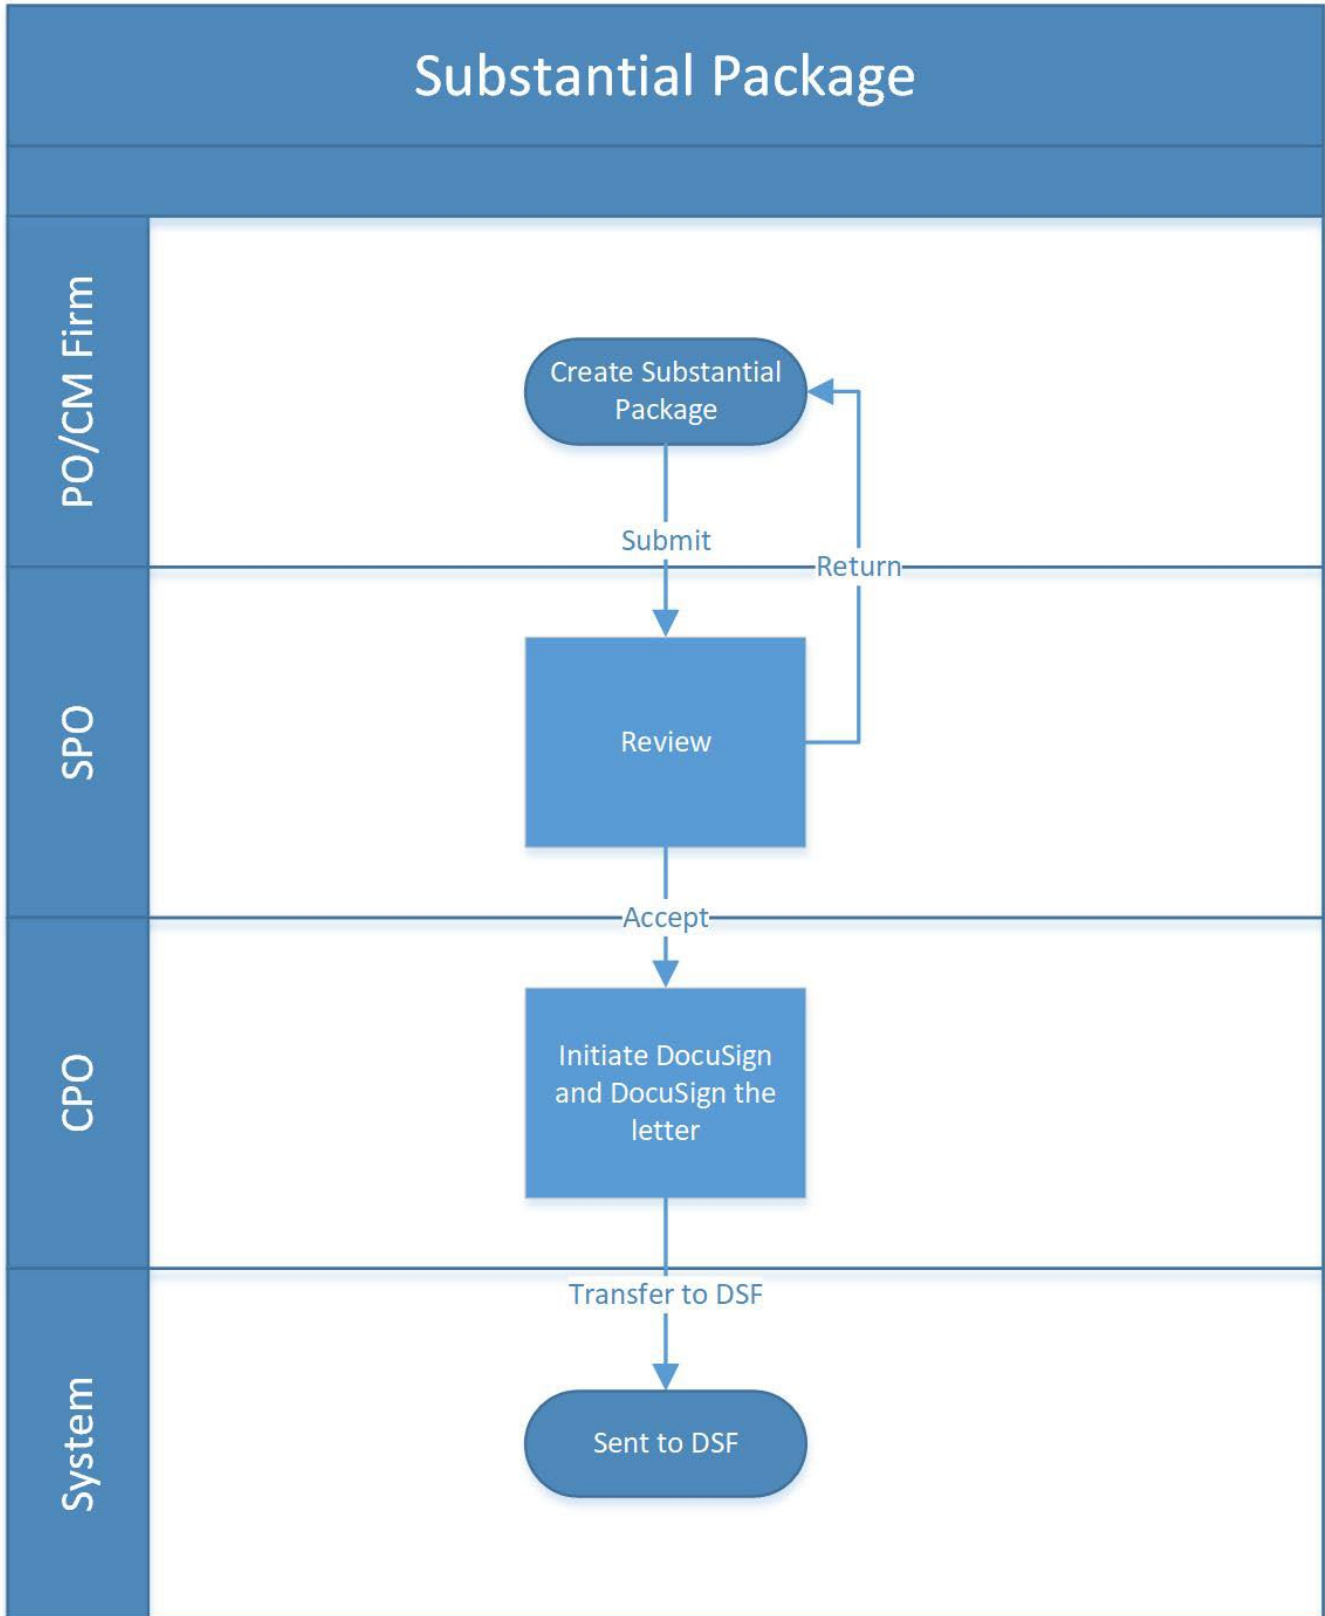 Substantial Package
PO/CM Firm
Create Substantial
Package
Submit
Return
SPO
Review
Accept
CPO
Initiate DocuSign
and DocuSign the
letter
Transfer to DSF
System
Sent to DSF